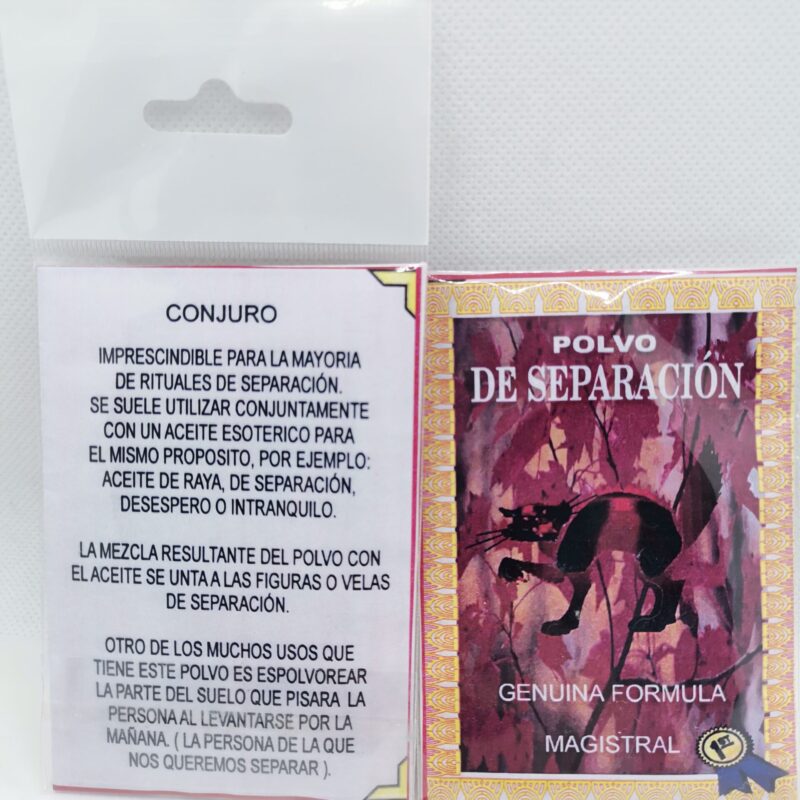 CONJURO
IMPRESCINDIBLE PARA LA MAYORIA
DE RITUALES DE SEPARACIÓN.
SE SUELE UTILIZAR CONJUNTAMENTE
CON UN ACEITE ESOTERICO PARA
EL MISMO PROPOSITO, POR EJEMPLO:
ACEITE DE RAYA, DE SEPARACIÓN,
DESESPERO O INTRANQUILO.
LA MEZCLA RESULTANTE DEL POLVO CON
EL ACEITE SE UNTA A LAS FIGURAS O VELAS
DE SEPARACIÓN.
OTRO DE LOS MUCHOS USOS QUE
TIENE ESTE POLVO ES ESPOLVOREAR
LA PARTE DEL SUELO QUE PISARA LA
PERSONA AL LEVANTARSE POR LA
MAÑANA. ( LA PERSONA DE LA QUE
NOS QUEREMOS SEPARAR ).
POLVO
DE SEPARACIÓN
GENUINA FORMULA
MAGISTRAL